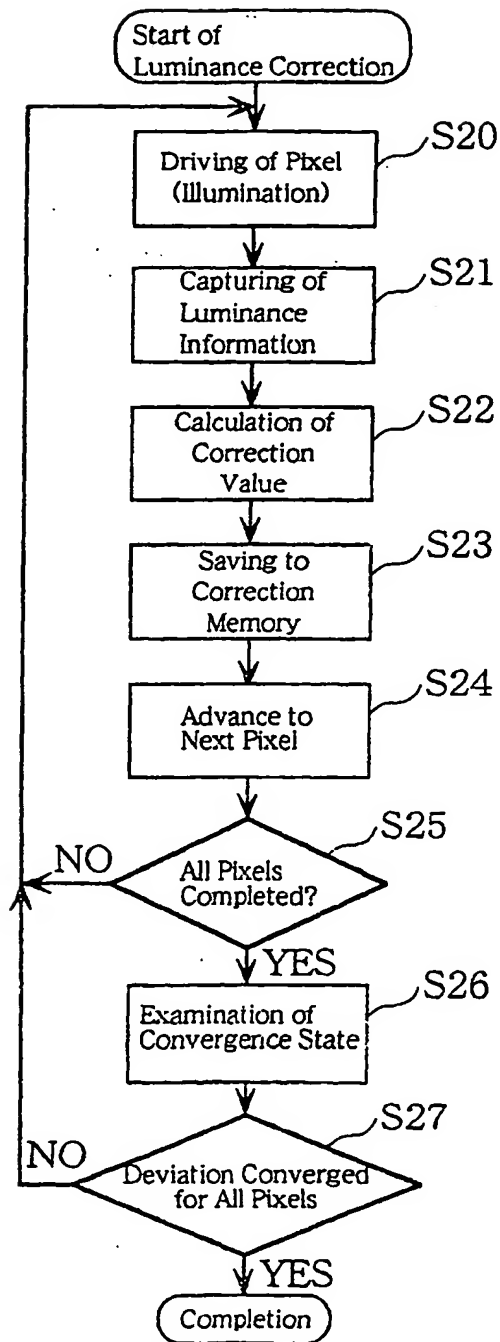 Start of
Luminance Correction
S20
Driving of Pixel
(Illumination)
S21
Capturing of
Luminance
Information
S22
Calculation of
Correction
Value
S23
Saving to
Correction
Memory
S24
Advance to
Next Pixel
S25
NO
All Pixels
Completed?
YES
S26
Examination of
Convergence State
S27
NO
Deviation Converged
for All Pixels
YES
Completion